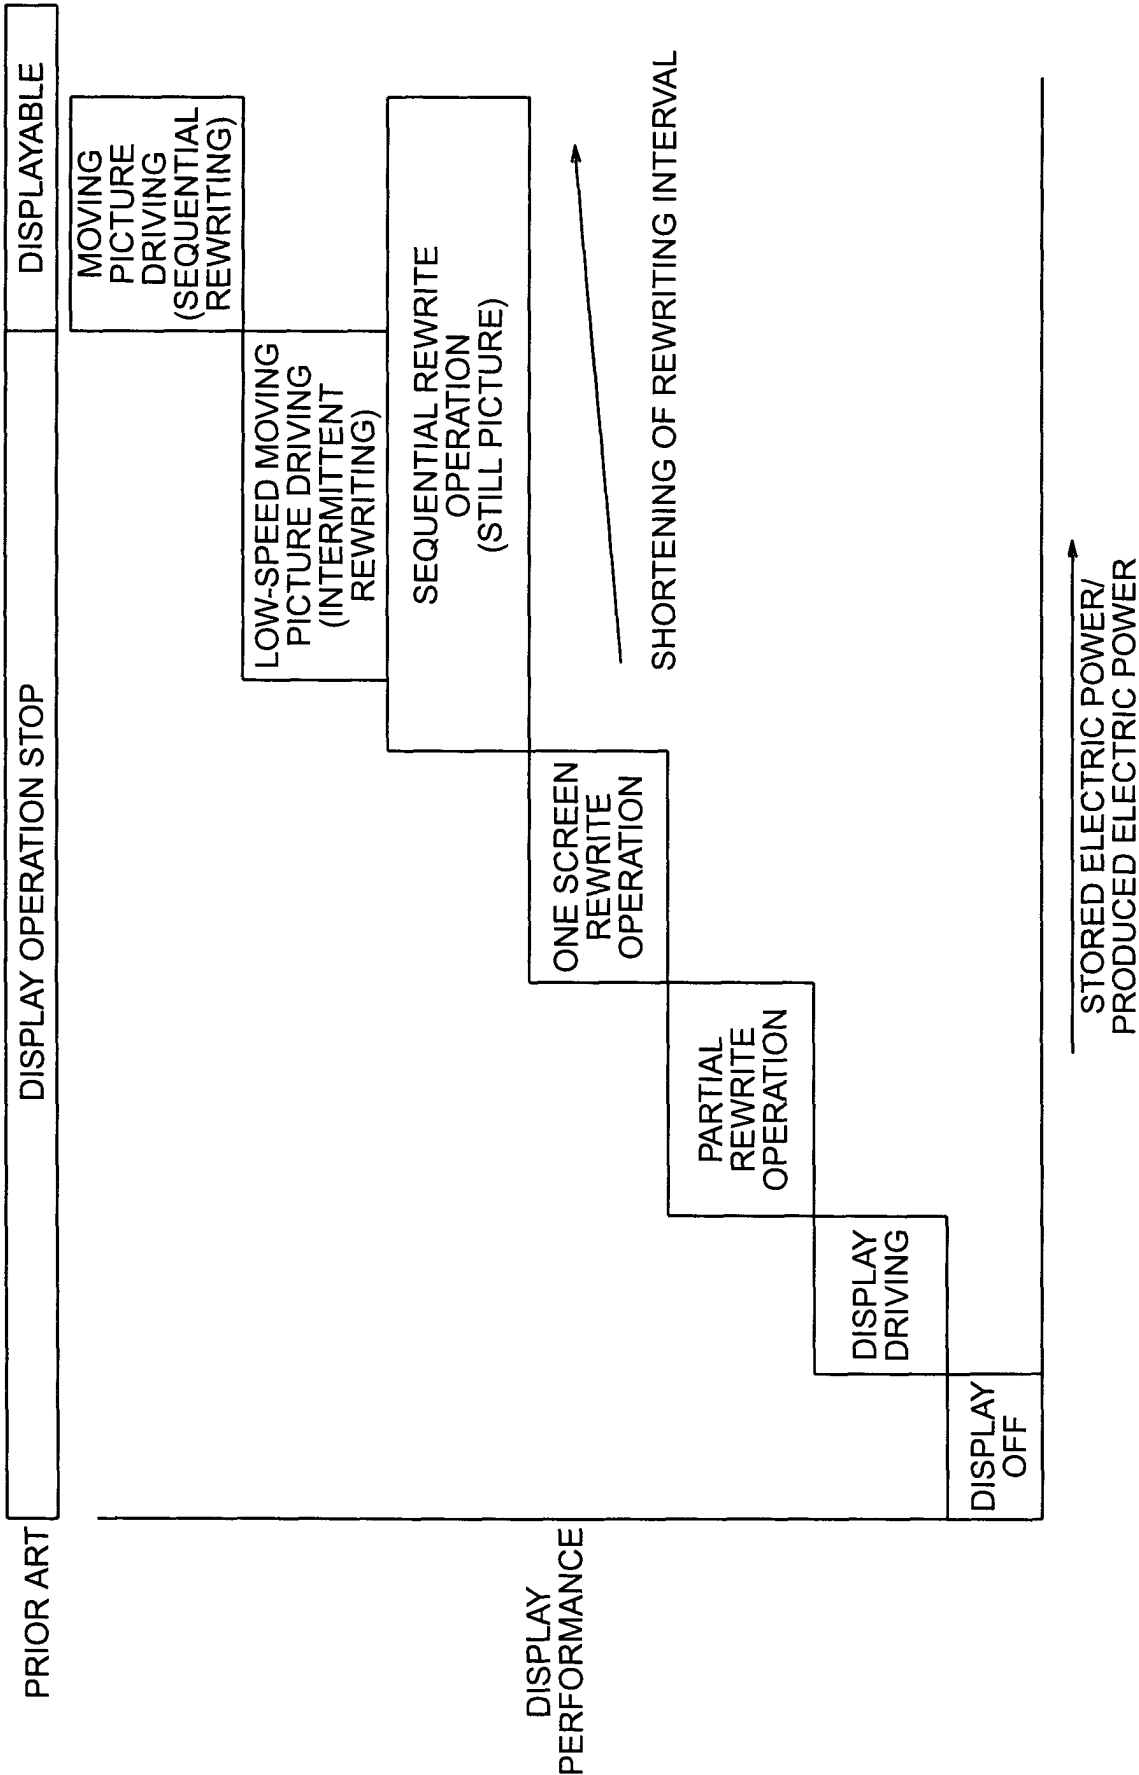 PRIOR ART
DISPLAY OPERATION STOP
DISPLAYABLE
MOVING
PICTURE
DRIVING
(SEQUENTIAL
REWRITING)
LOW-SPEED MOVING
PICTURE DRIVING
(INTERMITTENT
REWRITING)
SEQUENTIAL REWRITE
OPERATION
(STILL PICTURE)
ONE SCREEN
REWRITE
OPERATION
PARTIAL
REWRITE
OPERATION
DISPLAY
DRIVING
DISPLAY
OFF
SHORTENING OF REWRITING INTERVAL
DISPLAY
PERFORMANCE
STORED ELECTRIC POWER/
PRODUCED ELECTRIC POWER